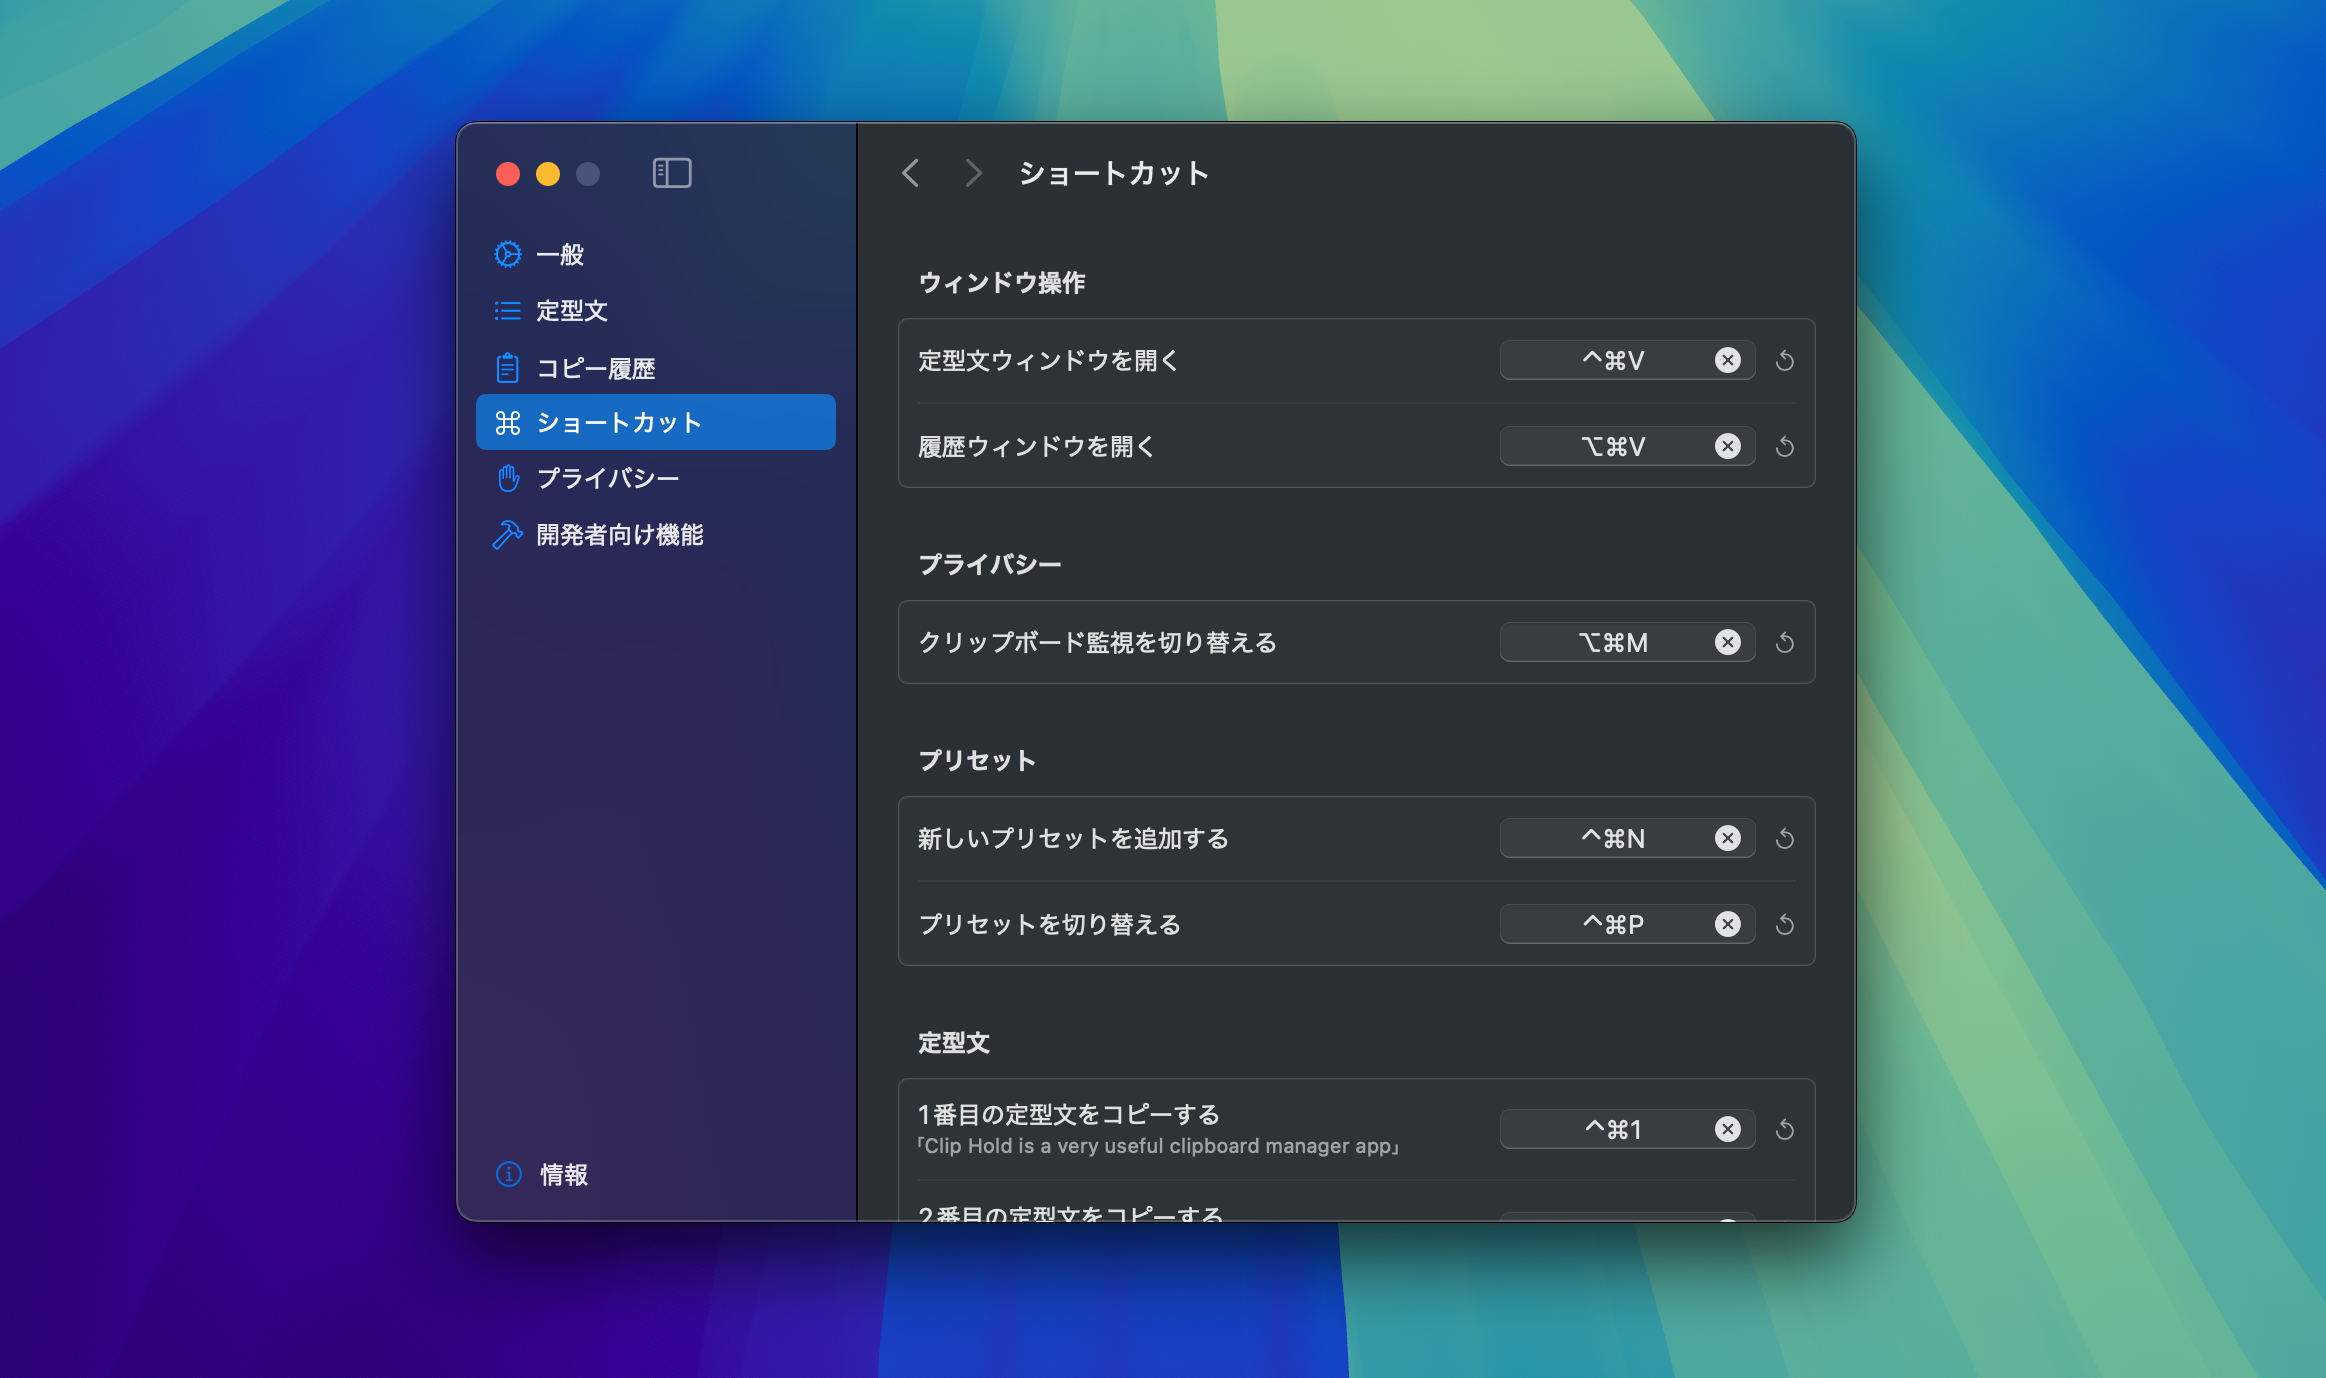 ショートカット
一般
定型文
コピー履歴
ショートカット
プライバシー
開発者向け機能
情報
ウィンドウ操作
定型文ウィンドウを開く ^⌘V
履歴ウィンドウを開く ⌥⌘V
プライバシー
クリップボード監視を切り替える ⌥⌘M
プリセット
新しいプリセットを追加する ^⌘N
プリセットを切り替える ^⌘P
定型文
1番目の定型文をコピーする ^⌘1
「Clip Hold is a very useful clipboard manager app」
2番目の定型文をコピーする